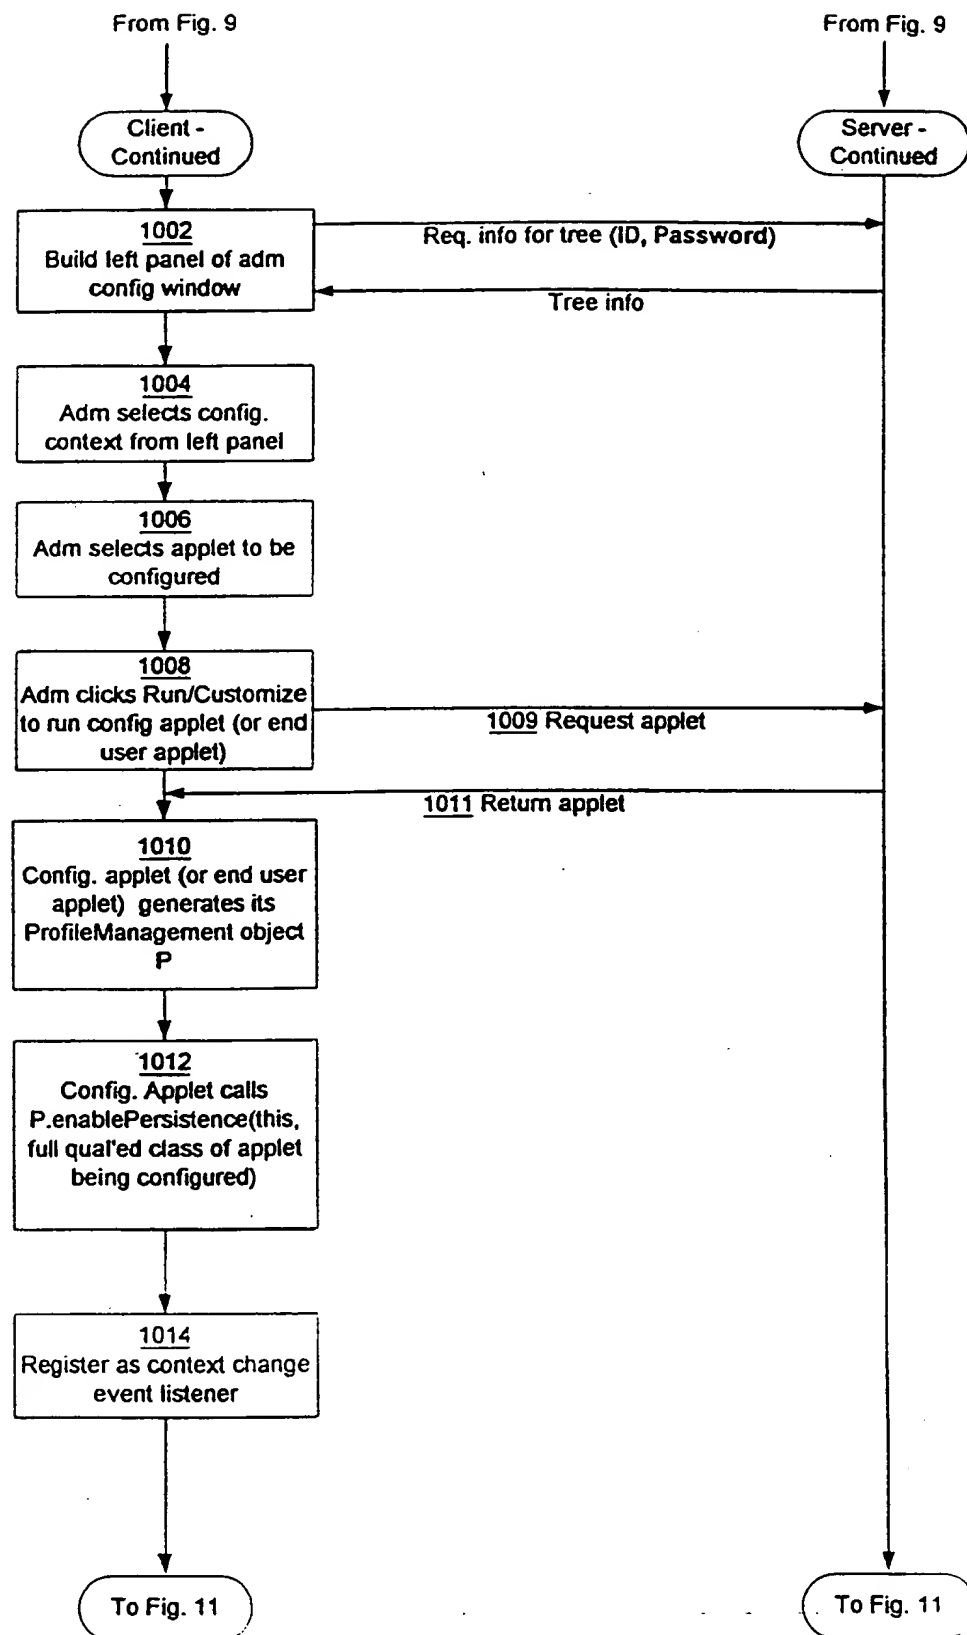 From Fig. 9
From Fig. 9
Client -
Continued
Server -
Continued
1002
Build left panel of adm
config window
Req. info for tree (ID, Password)
Tree info
1004
Adm selects config.
context from left panel
1006
Adm selects applet to be
configured
1008
Adm clicks Run/Customize
to run config applet (or end
user applet)
1009 Request applet
1011 Return applet
1010
Config. applet (or end user
applet) generates its
ProfileManagement object
P
1012
Config. Applet calls
P.enablePersistence(this,
full qual'ed class of applet
being configured)
1014
Register as context change
event listener
To Fig. 11
To Fig. 11